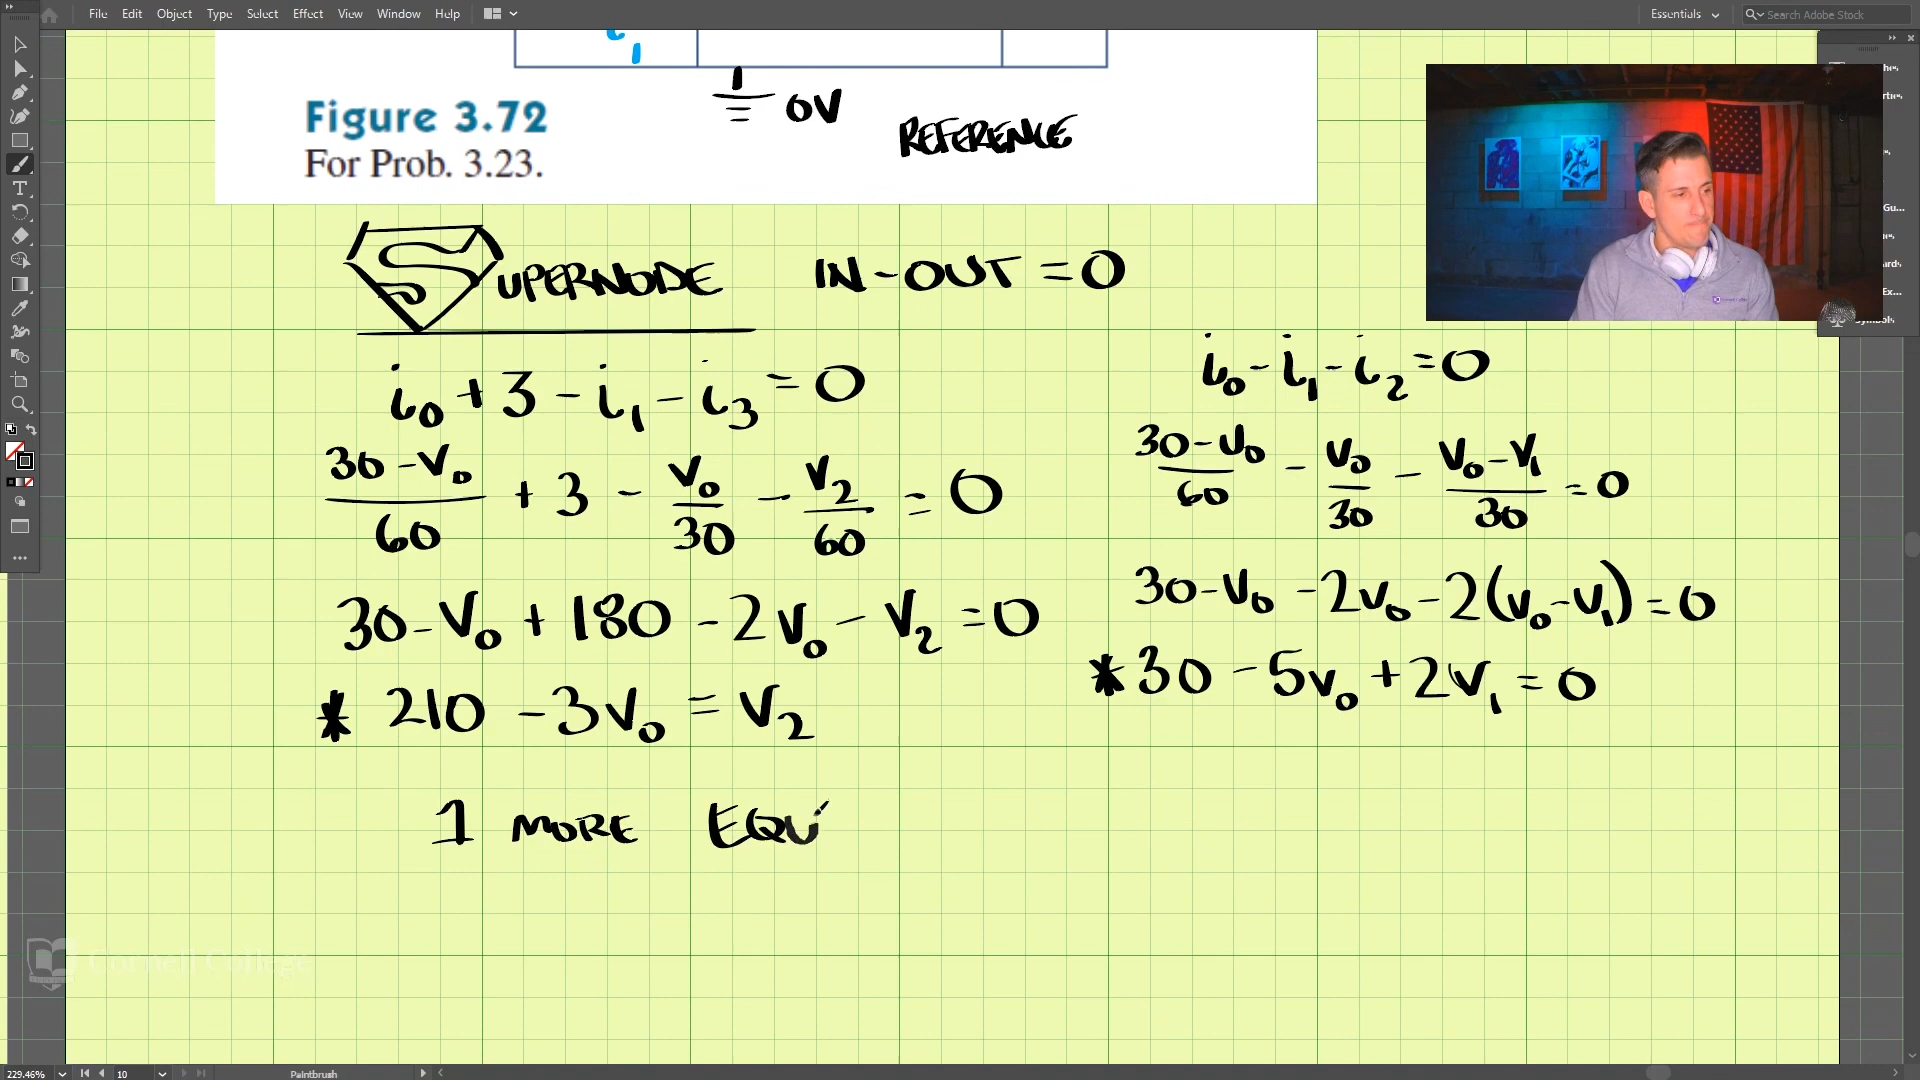 File Edit Object Type Select Effect View Window Help
Essentials
Search Adobe Stock
i₁
0V
REFERENCE
Figure 3.72
For Prob. 3.23.
SUPERNODE IN-OUT=0
i₀ + 3 - i₁ - i₃ = 0
(30-V₀)/60 + 3 - V₀/30 - V₂/60 = 0
30-V₀ + 180 - 2V₀ - V₂ = 0
* 210 - 3V₀ = V₂
1 MORE EQU
i₀ - i₁ - i₂ = 0
(30-V₀)/60 - V₀/30 - (V₀-V₁)/30 = 0
30-V₀ - 2V₀ - 2(V₀-V₁) = 0
* 30 - 5V₀ + 2V₁ = 0
Cornell College
229.46% 10 Paintbrush